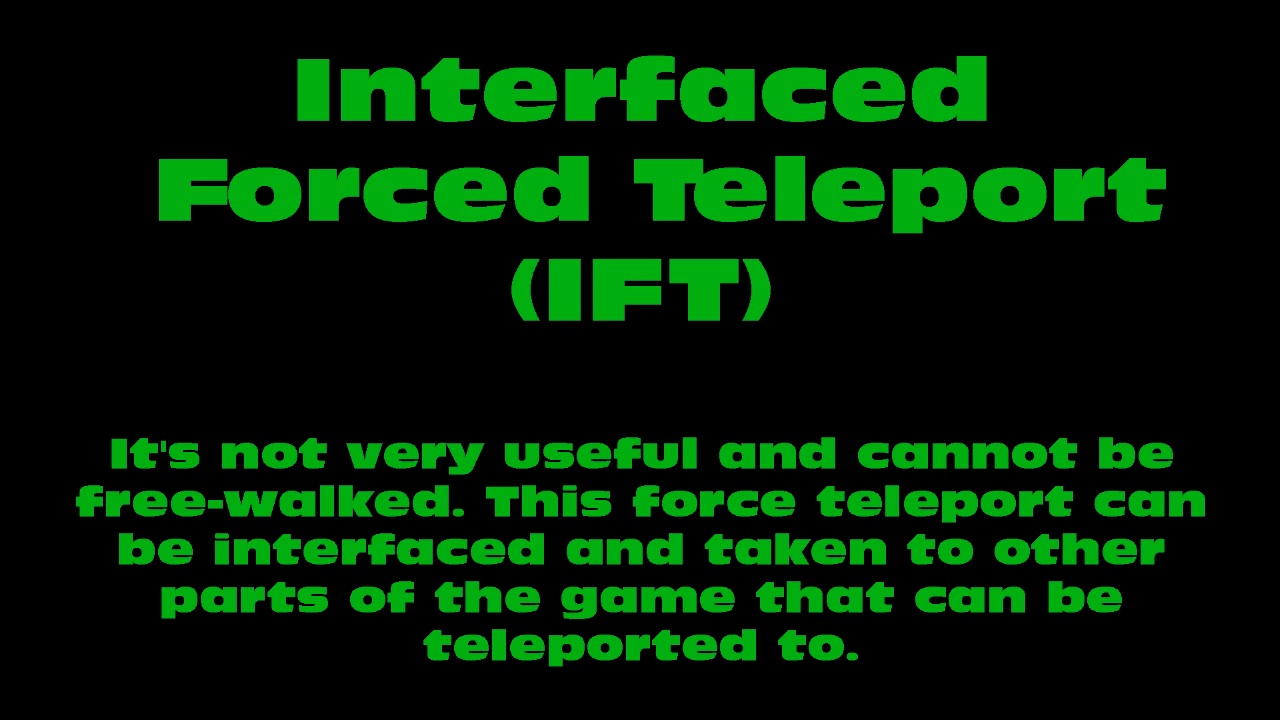 Interfaced
Forced Teleport
(IFT)
It's not very useful and cannot be
free-walked. This force teleport can
be interfaced and taken to other
parts of the game that can be
teleported to.